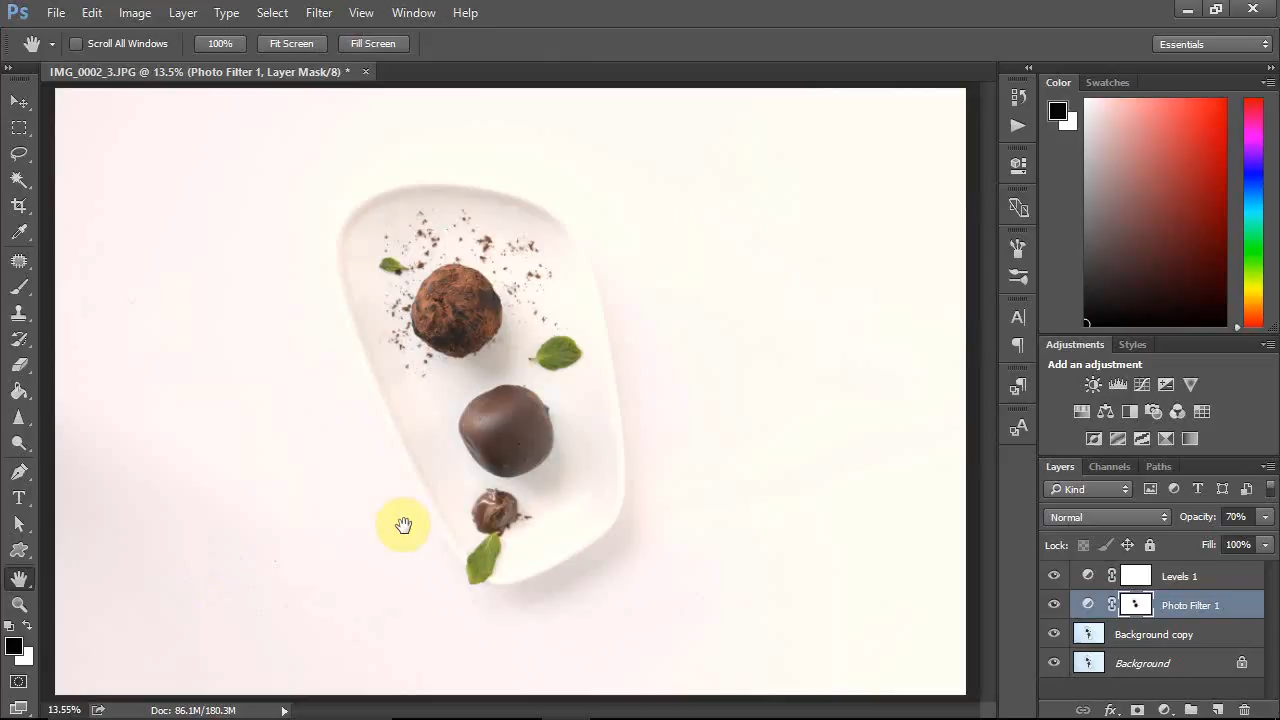 Ps File Edit Image Layer Type Select Filter View Window Help
Scroll All Windows 100% Fit Screen Fill Screen Essentials
IMG_0002_3.JPG @ 13.5% (Photo Filter 1, Layer Mask/8) * ×
Color Swatches
Adjustments Styles
Add an adjustment
Layers Channels Paths
Kind
Normal Opacity: 70%
Lock: Fill: 100%
Levels 1
Photo Filter 1
Background copy
Background
13.55% Doc: 86.1M/180.3M